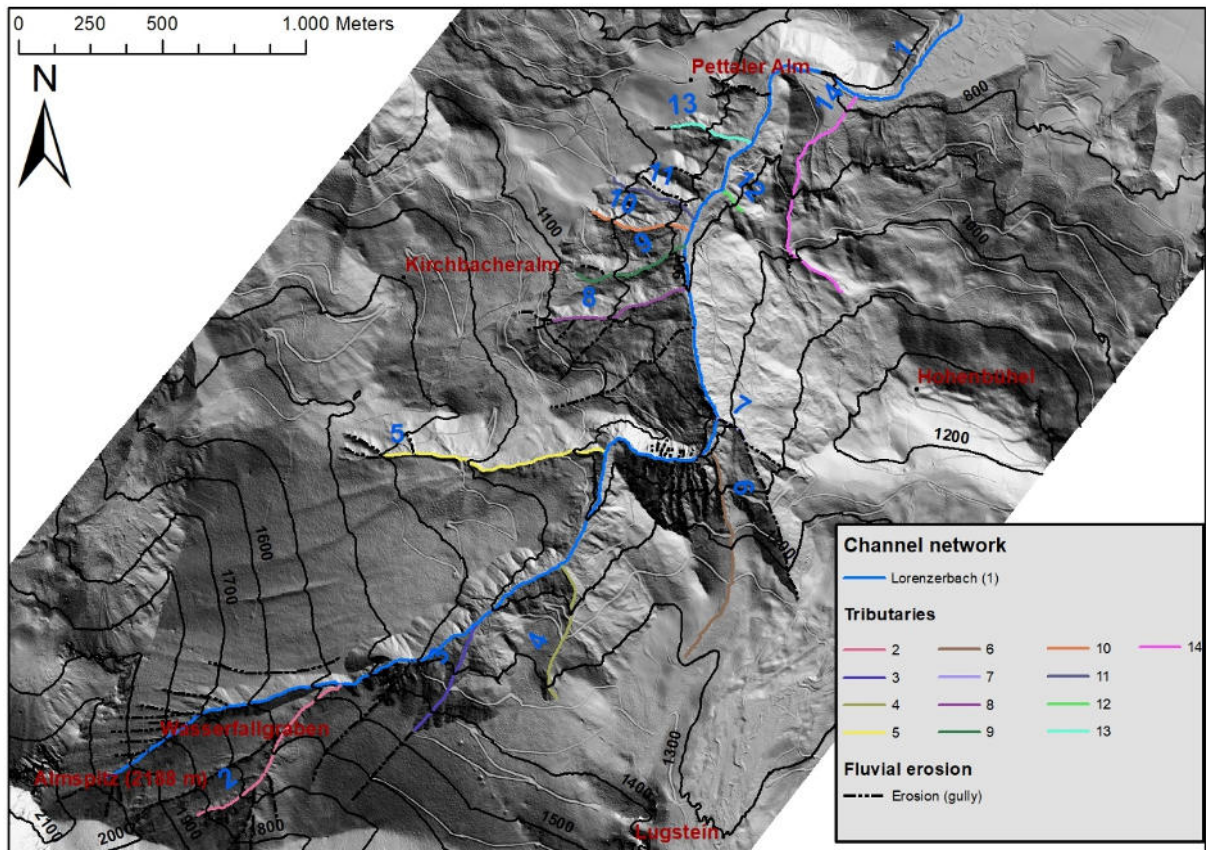 0 250 500 1.000 Meters
N
1
Pettaler Alm
14
800
13
12
11
10
1100
9
Kirchbacheralm
900
8
Hohenbühel
7
1200
5
6
1600
1700
4
3
Wasserfallgraben
Almspitz (2188 m)
2
1300
1400
2100
2000
1900
1800
1500
Lugstein
Channel network
Lorenzerbach (1)
Tributaries
2 6 10 14
3 7 11
4 8 12
5 9 13
Fluvial erosion
Erosion (gully)